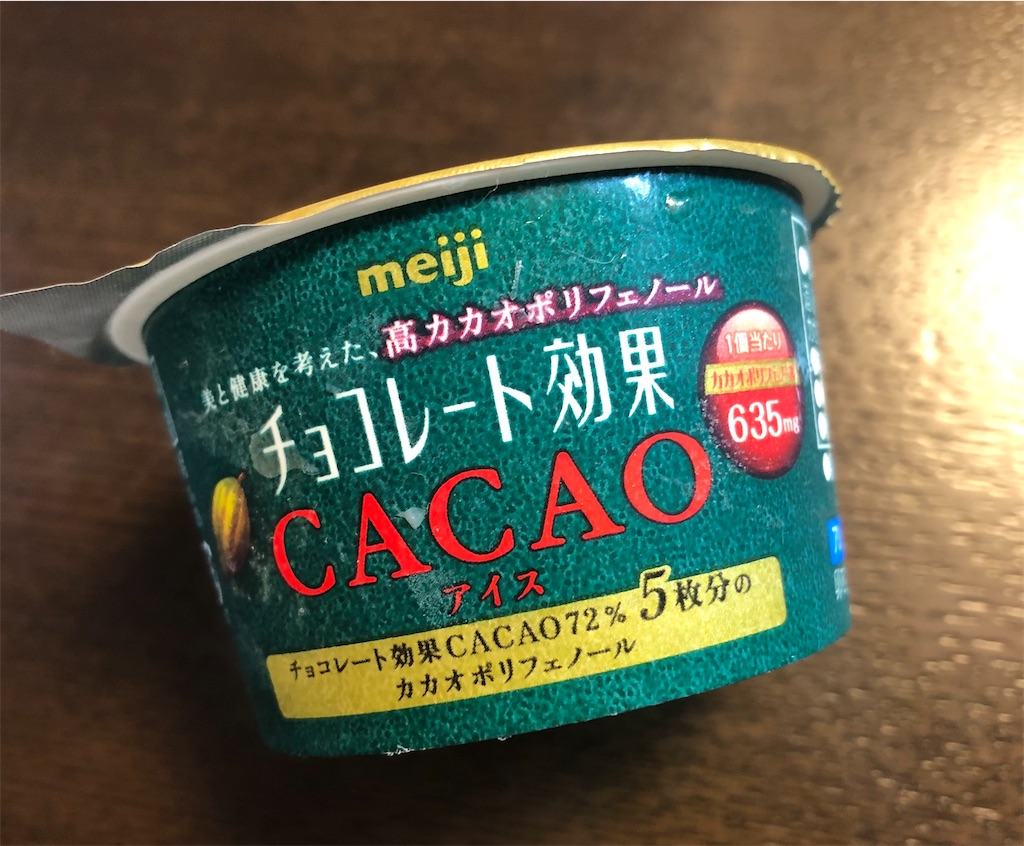 meiji
美と健康を考えた、高カカオポリフェノール
チョコレート効果
CACAO
アイス
1個当たり
カカオポリフェノール
635mg
チョコレート効果CACAO72% 5枚分の
カカオポリフェノール